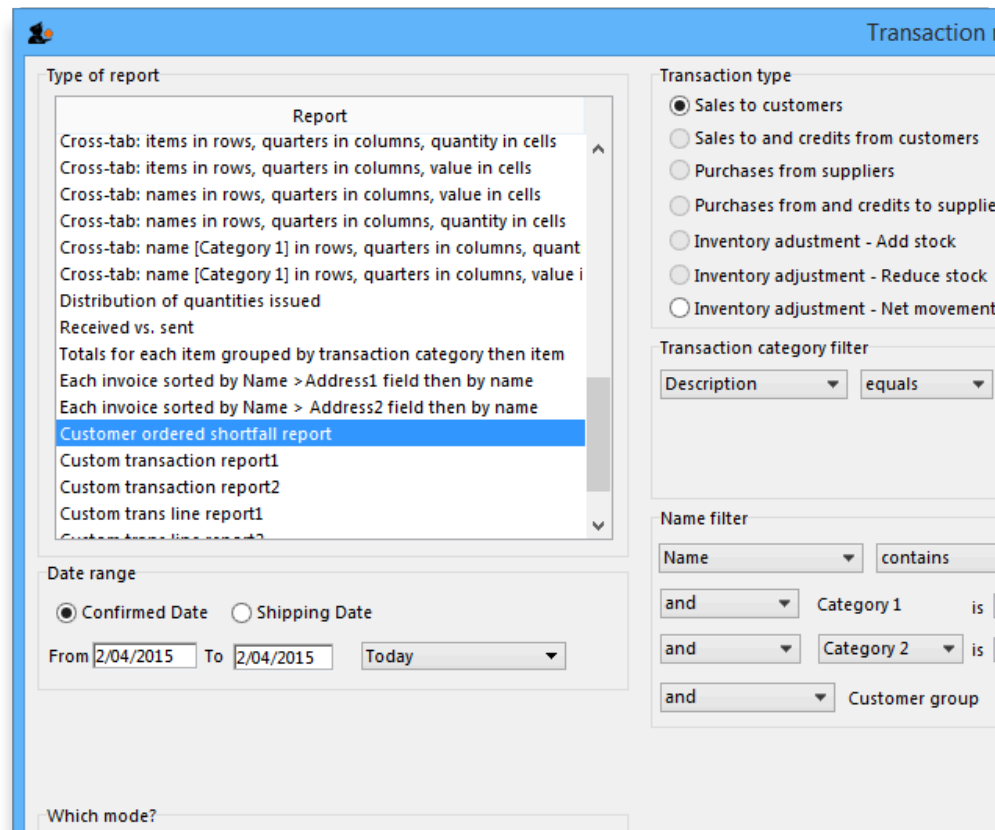 Transaction
Type of report
Report
Cross-tab: items in rows, quarters in columns, quantity in cells
Cross-tab: items in rows, quarters in columns, value in cells
Cross-tab: names in rows, quarters in columns, value in cells
Cross-tab: names in rows, quarters in columns, quantity in cells
Cross-tab: name [Category 1] in rows, quarters in columns, quant
Cross-tab: name [Category 1] in rows, quarters in columns, value i
Distribution of quantities issued
Received vs. sent
Totals for each item grouped by transaction category then item
Each invoice sorted by Name >Address1 field then by name
Each invoice sorted by Name > Address2 field then by name
Customer ordered shortfall report
Custom transaction report1
Custom transaction report2
Custom trans line report1
Custom trans line report2
Date range
Confirmed Date Shipping Date
From 2/04/2015 To 2/04/2015 Today
Which mode?
Transaction type
Sales to customers
Sales to and credits from customers
Purchases from suppliers
Purchases from and credits to supplie
Inventory adustment - Add stock
Inventory adjustment - Reduce stock
Inventory adjustment - Net movement
Transaction category filter
Description equals
Name filter
Name contains
and Category 1 is
and Category 2 is
and Customer group